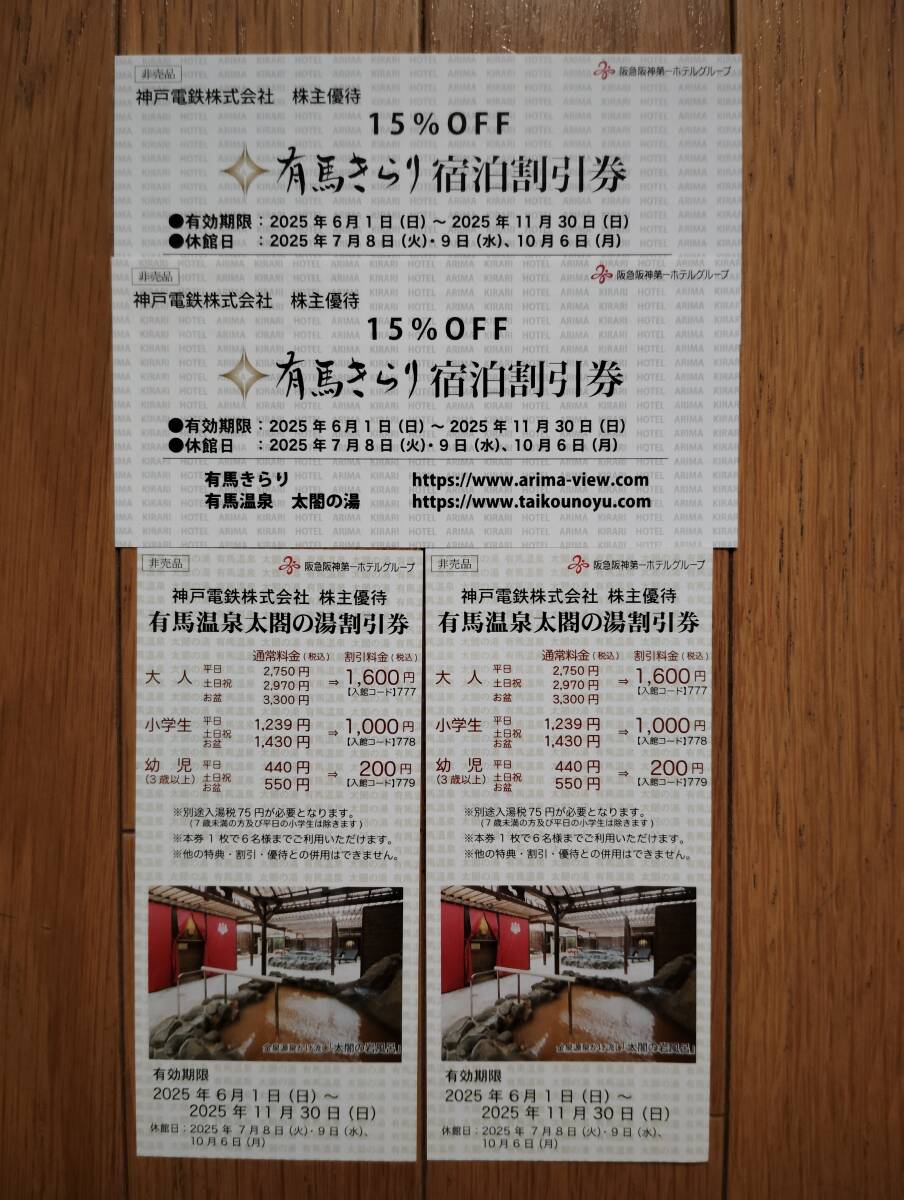 非売品
阪急阪神第一ホテルグループ
神戸電鉄株式会社 株主優待
15%OFF
有馬きらり宿泊割引券
●有効期限：2025年6月1日（日）～2025年11月30日（日）
●休館日 ：2025年7月8日（火）・9日（水）、10月6日（月）
非売品
阪急阪神第一ホテルグループ
神戸電鉄株式会社 株主優待
15%OFF
有馬きらり宿泊割引券
●有効期限：2025年6月1日（日）～2025年11月30日（日）
●休館日 ：2025年7月8日（火）・9日（水）、10月6日（月）
有馬きらり https://www.arima-view.com
有馬温泉 太閤の湯 https://www.taikounoyu.com
非売品
阪急阪神第一ホテルグループ
神戸電鉄株式会社 株主優待
有馬温泉太閤の湯割引券
通常料金（税込） 割引料金（税込）
大人 平日 2,750円
土日祝 2,970円 ⇒ 1,600円
お盆 3,300円 【入館コード】777
小学生 平日 1,239円
土日祝 お盆 1,430円 ⇒ 1,000円
【入館コード】778
幼児 平日 440円
（3歳以上） 土日祝 お盆 550円 ⇒ 200円
【入館コード】779
※別途入湯税75円が必要となります。
（7歳未満の方及び平日の小学生は除きます）
※本券1枚で6名様までご利用いただけます。
※他の特典・割引・優待との併用はできません。
「太閤の岩風呂」
有効期限
2025年6月1日（日）～
2025年11月30日（日）
休館日：2025年7月8日（火）・9日（水）、
10月6日（月）
非売品
阪急阪神第一ホテルグループ
神戸電鉄株式会社 株主優待
有馬温泉太閤の湯割引券
通常料金（税込） 割引料金（税込）
大人 平日 2,750円
土日祝 2,970円 ⇒ 1,600円
お盆 3,300円 【入館コード】777
小学生 平日 1,239円
土日祝 お盆 1,430円 ⇒ 1,000円
【入館コード】778
幼児 平日 440円
（3歳以上） 土日祝 お盆 550円 ⇒ 200円
【入館コード】779
※別途入湯税75円が必要となります。
（7歳未満の方及び平日の小学生は除きます）
※本券1枚で6名様までご利用いただけます。
※他の特典・割引・優待との併用はできません。
「太閤の岩風呂」
有効期限
2025年6月1日（日）～
2025年11月30日（日）
休館日：2025年7月8日（火）・9日（水）、
10月6日（月）